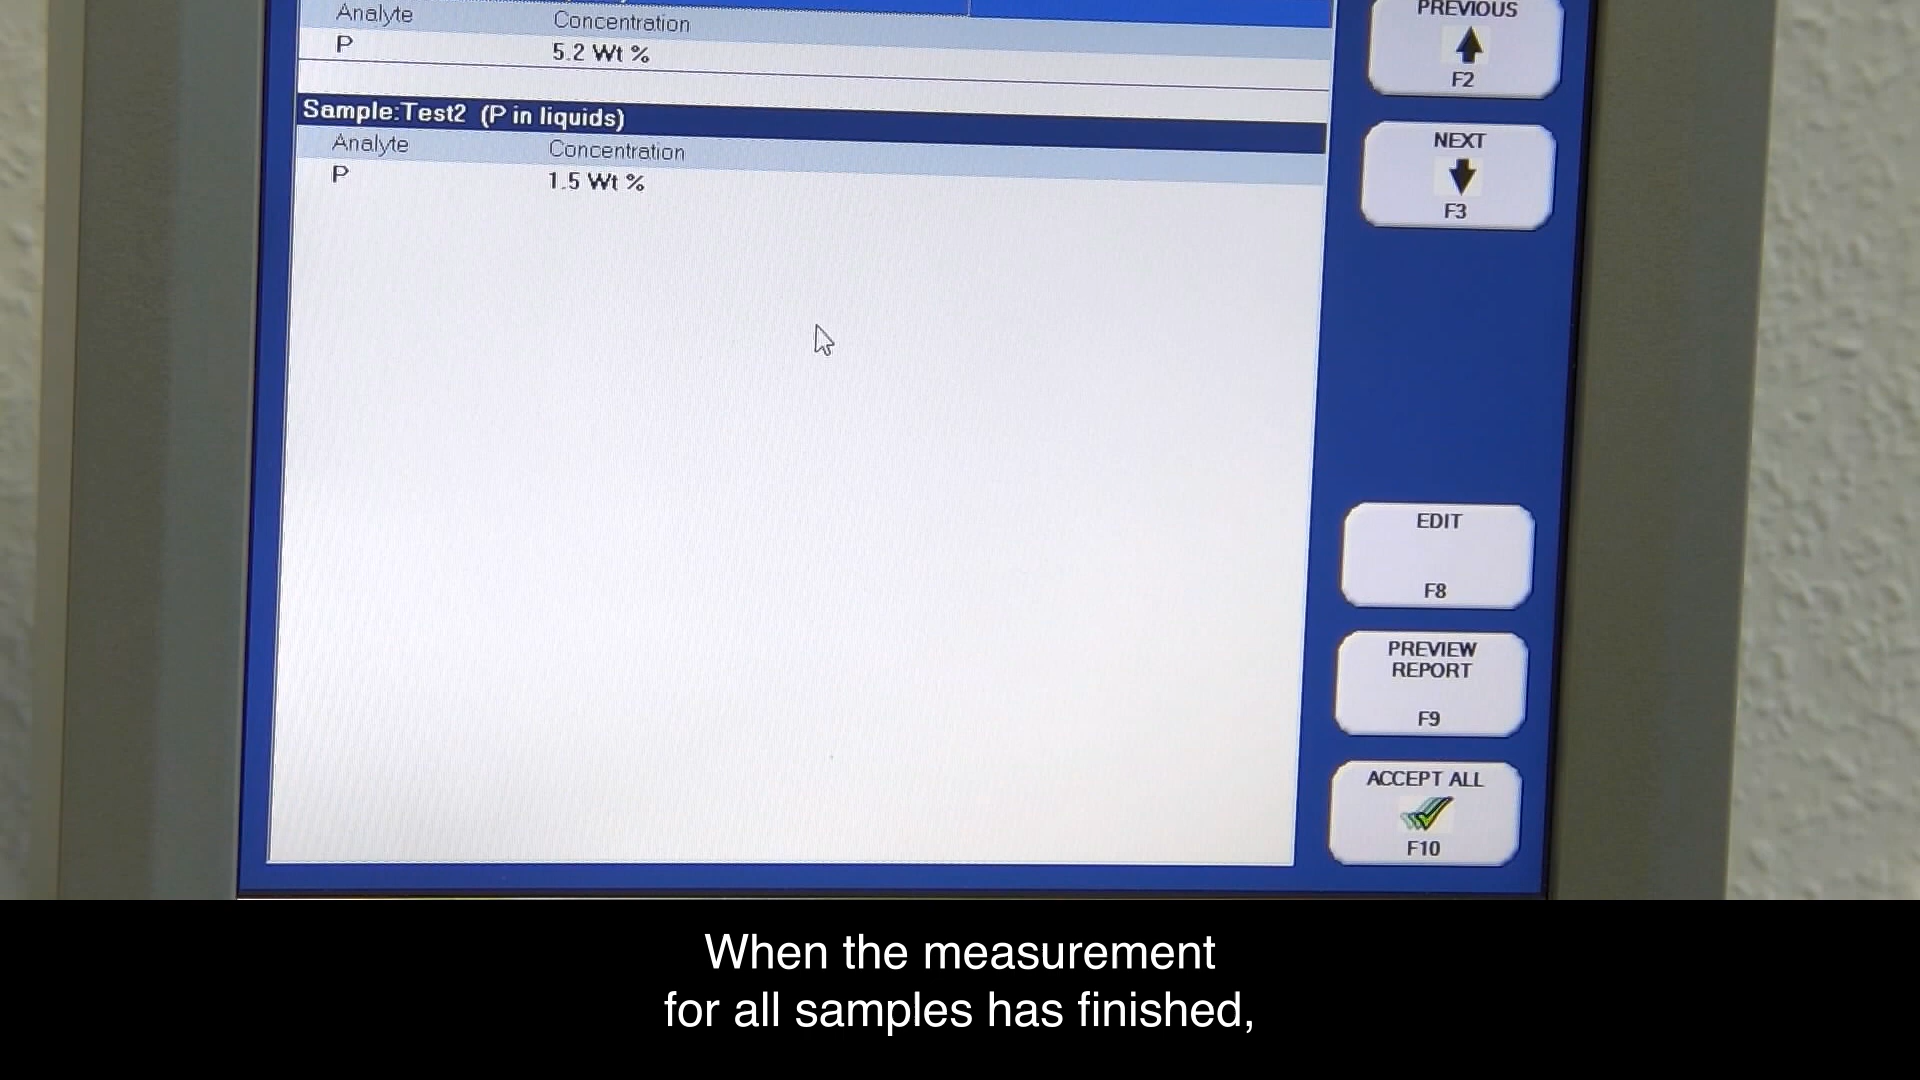 Analyte Concentration
P 5.2 Wt %
Sample:Test2 (P in liquids)
Analyte Concentration
P 1.5 Wt %
PREVIOUS
F2
NEXT
F3
EDIT
F8
PREVIEW
REPORT
F9
ACCEPT ALL
F10
When the measurement
for all samples has finished,